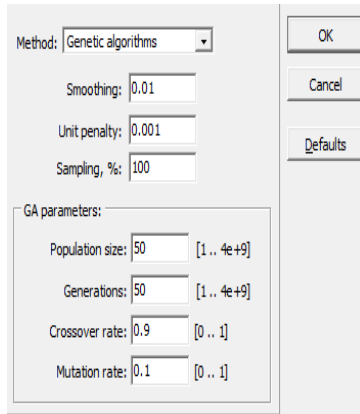 Method: Genetic algorithms
OK
Smoothing: 0.01
Cancel
Unit penalty: 0.001
Defaults
Sampling, %: 100
GA parameters:
Population size: 50 [1 .. 4e+9]
Generations: 50 [1 .. 4e+9]
Crossover rate: 0.9 [0 .. 1]
Mutation rate: 0.1 [0 .. 1]